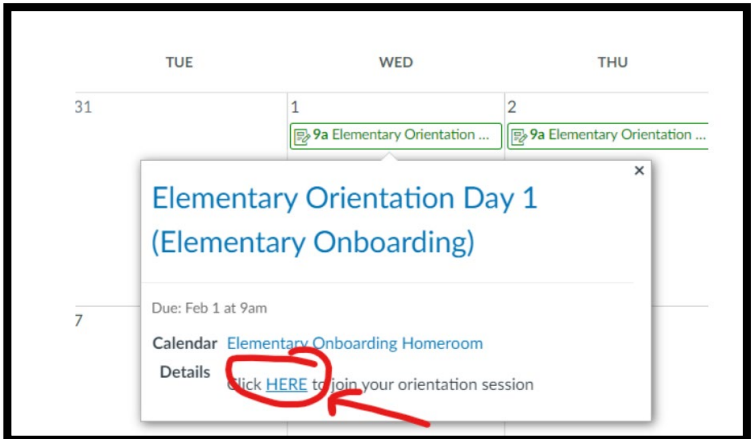 TUE WED THU
31 1 2
9a Elementary Orientation ... 9a Elementary Orientation ...
×
Elementary Orientation Day 1
(Elementary Onboarding)
Due: Feb 1 at 9am
7
Calendar Elementary Onboarding Homeroom
Details
Click HERE to join your orientation session